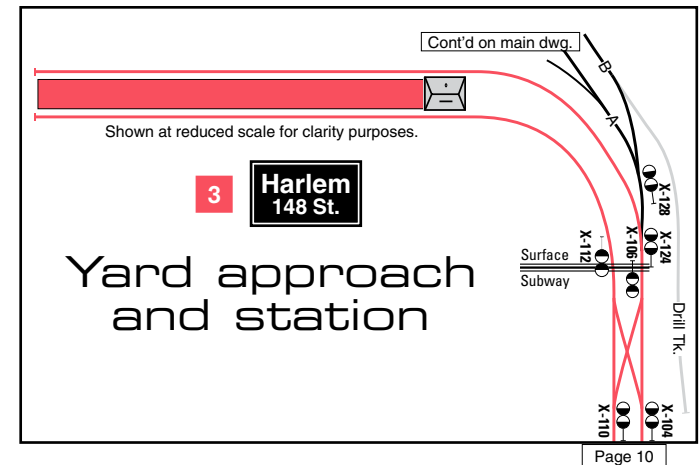 Cont'd on main dwg.
B
A
Shown at reduced scale for clarity purposes.
3
Harlem
148 St.
X-128
X-124
X-106
X-112
Surface
Subway
Yard approach
and station
Drill Tk.
X-110
X-104
Page 10